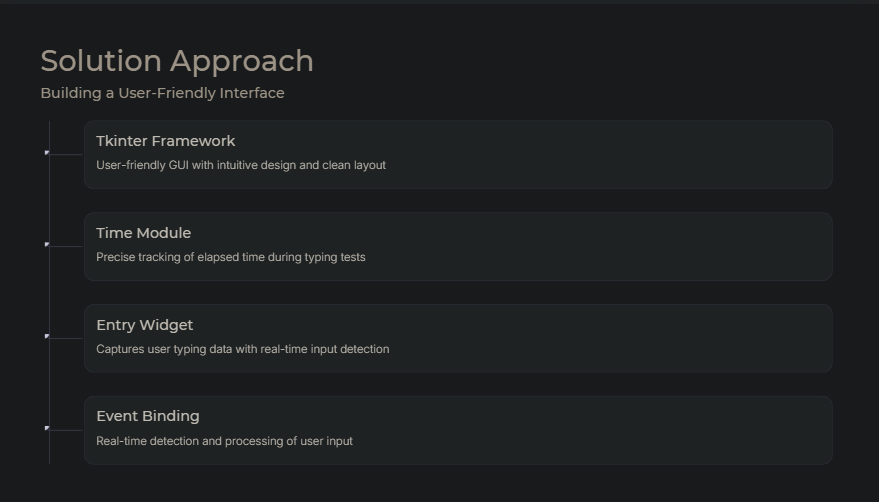 Solution Approach
Building a User-Friendly Interface
Tkinter Framework
User-friendly GUI with intuitive design and clean layout
Time Module
Precise tracking of elapsed time during typing tests
Entry Widget
Captures user typing data with real-time input detection
Event Binding
Real-time detection and processing of user input